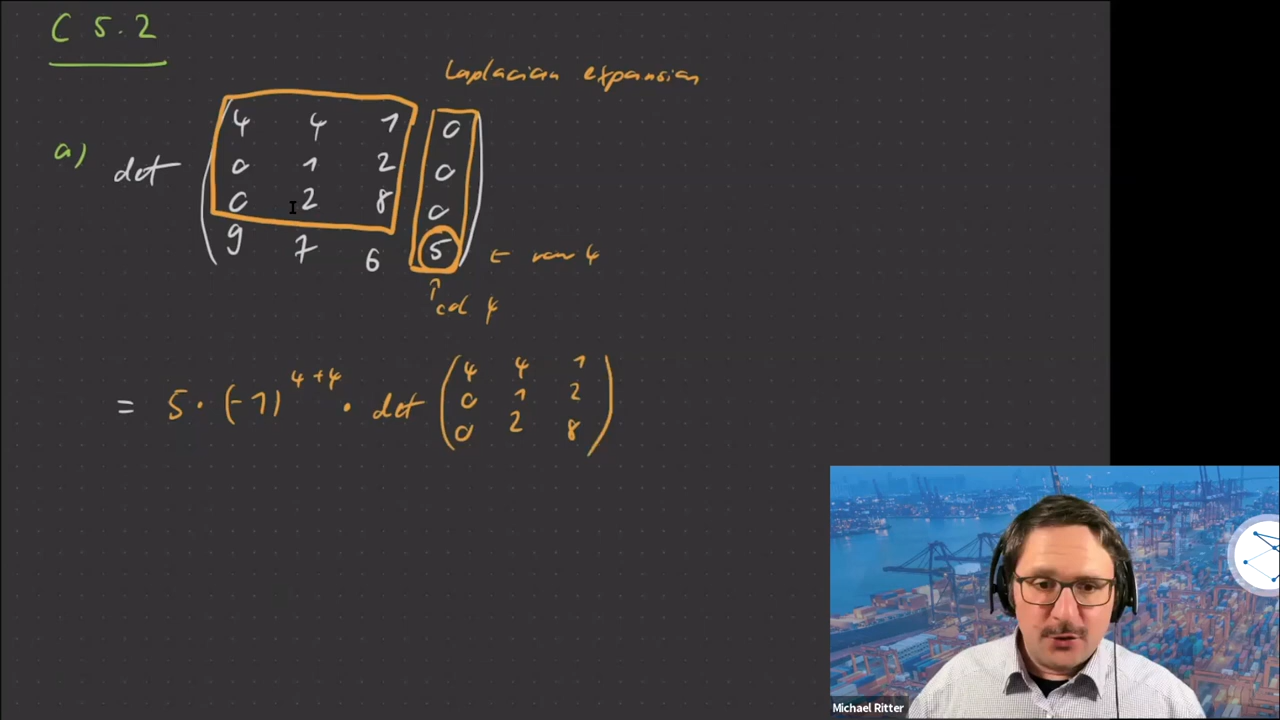 C 5.2
Laplacian expansion
a) det ( 4 4 1 0
0 1 2 0
0 2 8 0
9 7 6 5 ) ← row 4
↑ col 4
= 5 · (-1)^{4+4} · det ( 4 4 1
0 1 2
0 2 8 )
Michael Ritter